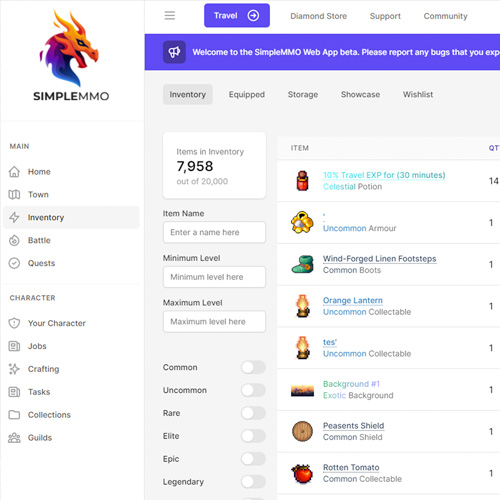 Travel
Diamond Store
Support
Community
Welcome to the SimpleMMO Web App beta. Please report any bugs that you exp
SIMPLEMMO
MAIN
Home
Town
Inventory
Battle
Quests
CHARACTER
Your Character
Jobs
Crafting
Tasks
Collections
Guilds
Inventory
Equipped
Storage
Showcase
Wishlist
Items in Inventory
7,958
out of 20,000
Item Name
Enter a name here
Minimum Level
Minimum level here
Maximum Level
Maximum level here
Common
Uncommon
Rare
Elite
Epic
Legendary
ITEM QT
10% Travel EXP for (30 minutes) 14
Celestial Potion
, 1
Uncommon Armour
Wind-Forged Linen Footsteps 1
Common Boots
Orange Lantern 1
Uncommon Collectable
tes' 1
Uncommon Collectable
Background #1 1
Exotic Background
Peasents Shield 1
Common Shield
Rotten Tomato 1
Common Collectable